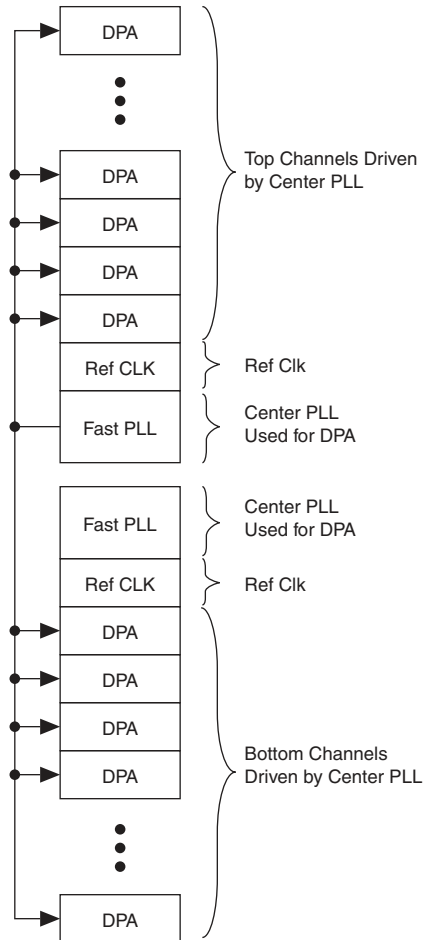 DPA
DPA
DPA
Top Channels Driven
by Center PLL
DPA
DPA
DPA
Ref CLK
Ref Clk
Fast PLL
Center PLL
Used for DPA
Fast PLL
Center PLL
Used for DPA
Ref CLK
Ref Clk
DPA
DPA
DPA
DPA
Bottom Channels
Driven by Center PLL
DPA